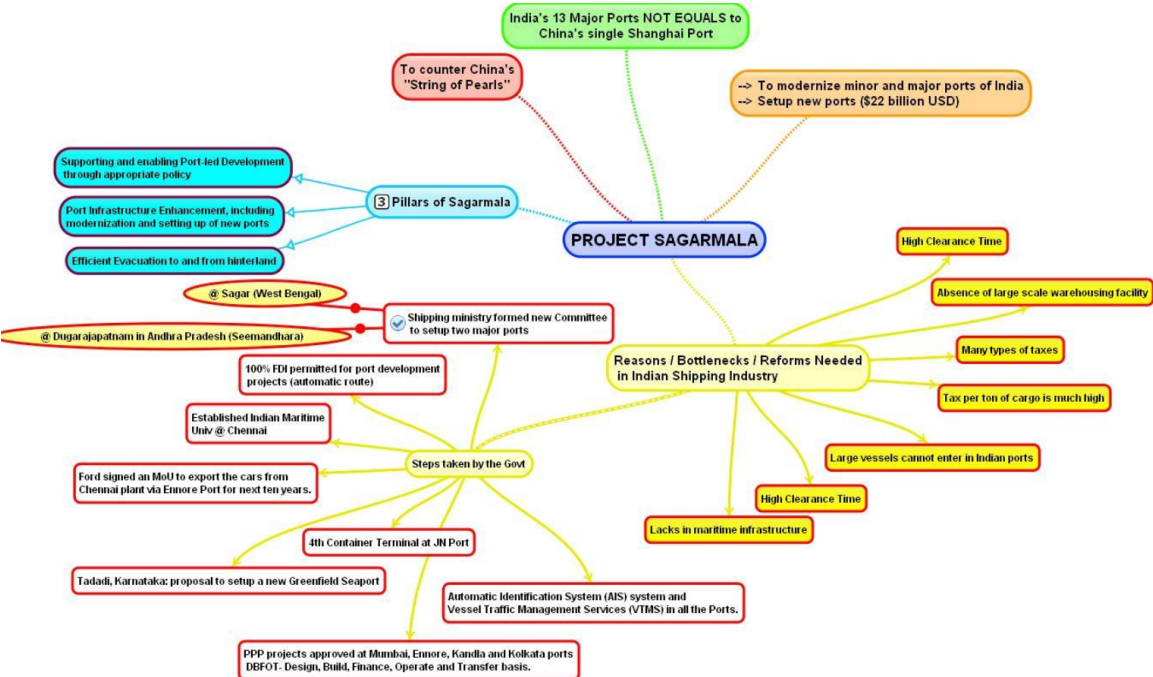 India's 13 Major Ports NOT EQUALS to
China's single Shanghai Port
To counter China's
"String of Pearls"
--> To modernize minor and major ports of India
--> Setup new ports ($22 billion USD)
Supporting and enabling Port-led Development
through appropriate policy
3 Pillars of Sagarmala
Port Infrastructure Enhancement, including
modernization and setting up of new ports
Efficient Evacuation to and from hinterland
PROJECT SAGARMALA
High Clearance Time
@ Sagar (West Bengal)
Absence of large scale warehousing facility
Shipping ministry formed new Committee
to setup two major ports
@ Dugarajapatnam in Andhra Pradesh (Seemandhara)
Many types of taxes
Reasons / Bottlenecks / Reforms Needed
in Indian Shipping Industry
100% FDI permitted for port development
projects (automatic route)
Tax per ton of cargo is much high
Established Indian Maritime
Univ @ Chennai
Large vessels cannot enter in Indian ports
Steps taken by the Govt
Ford signed an MoU to export the cars from
Chennai plant via Ennore Port for next ten years.
High Clearance Time
Lacks in maritime infrastructure
4th Container Terminal at JN Port
Tadadi, Karnataka: proposal to setup a new Greenfield Seaport
Automatic Identification System (AIS) system and
Vessel Traffic Management Services (VTMS) in all the Ports.
PPP projects approved at Mumbai, Ennore, Kandla and Kolkata ports
DBFOT- Design, Build, Finance, Operate and Transfer basis.